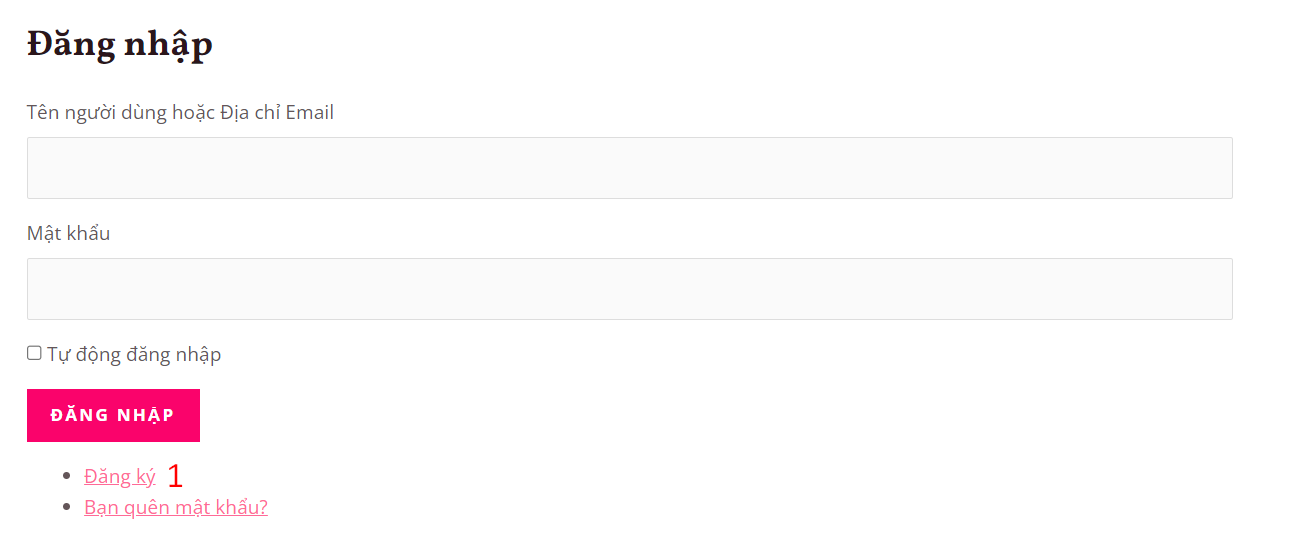 Đăng nhập
Tên người dùng hoặc Địa chỉ Email
Mật khẩu
Tự động đăng nhập
ĐĂNG NHẬP
Đăng ký 1
Bạn quên mật khẩu?